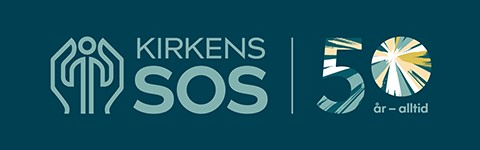 KIRKENS
SOS
50
år – alltid